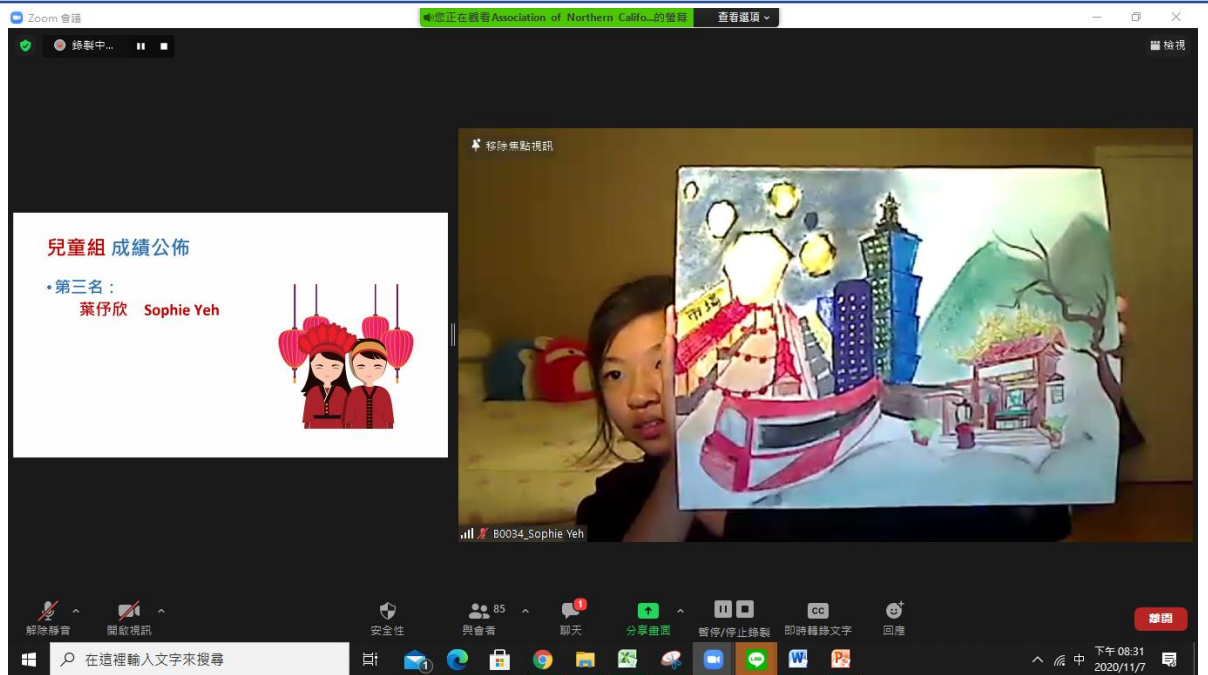 Zoom 會議
您正在觀看Association of Northern Califo...的螢幕
查看選項
錄製中...
檢視
移除焦點視訊
兒童組 成績公佈
•第三名：
葉伃欣 Sophie Yeh
市場
B0034_Sophie Yeh
解除靜音
開啟視訊
安全性
85
與會者
1
聊天
分享畫面
暫停/停止錄製
CC
即時轉錄文字
回應
離開
在這裡輸入文字來搜尋
1
LINE
W
P
中
下午 08:31
2020/11/7